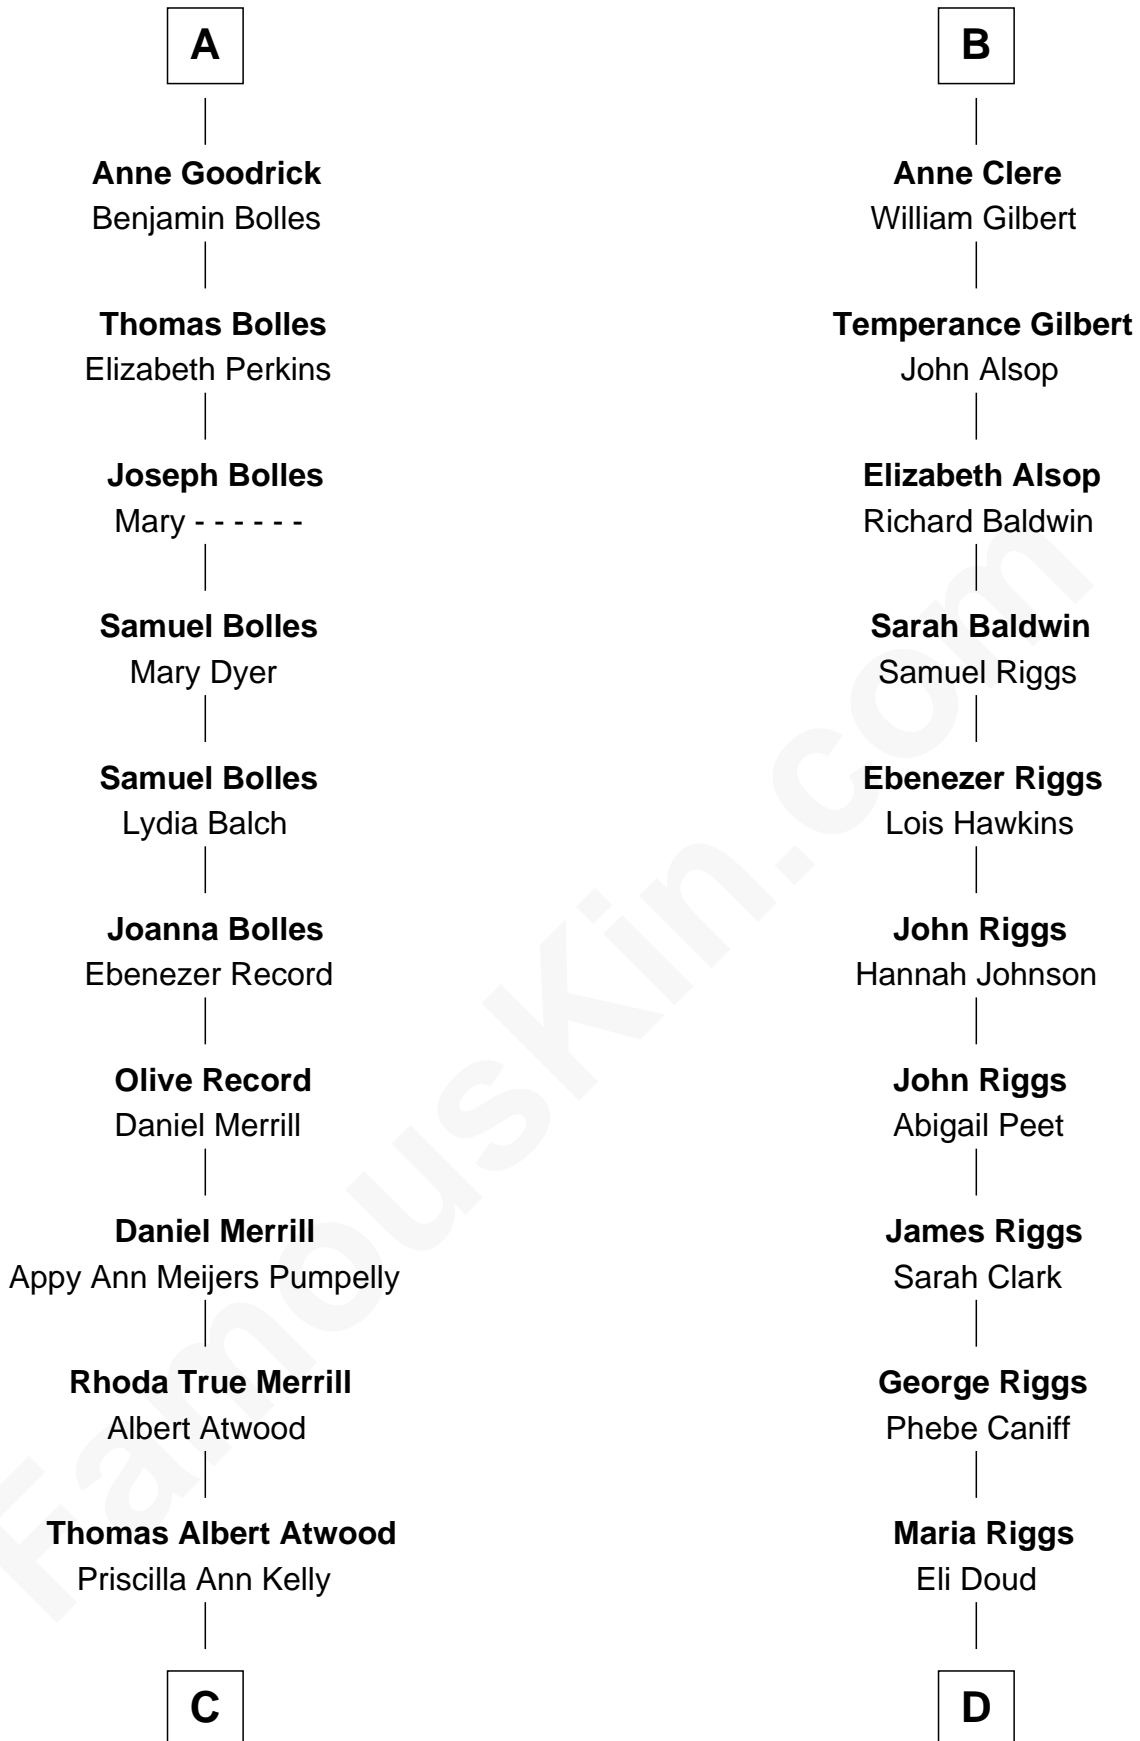 A
Anne Goodrick
Benjamin Bolles
Thomas Bolles
Elizabeth Perkins
Joseph Bolles
Mary - - - - - -
Samuel Bolles
Mary Dyer
Samuel Bolles
Lydia Balch
Joanna Bolles
Ebenezer Record
Olive Record
Daniel Merrill
Daniel Merrill
Appy Ann Meijers Pumpelly
Rhoda True Merrill
Albert Atwood
Thomas Albert Atwood
Priscilla Ann Kelly
C
B
Anne Clere
William Gilbert
Temperance Gilbert
John Alsop
Elizabeth Alsop
Richard Baldwin
Sarah Baldwin
Samuel Riggs
Ebenezer Riggs
Lois Hawkins
John Riggs
Hannah Johnson
John Riggs
Abigail Peet
James Riggs
Sarah Clark
George Riggs
Phebe Caniff
Maria Riggs
Eli Doud
D
FamousKin.com